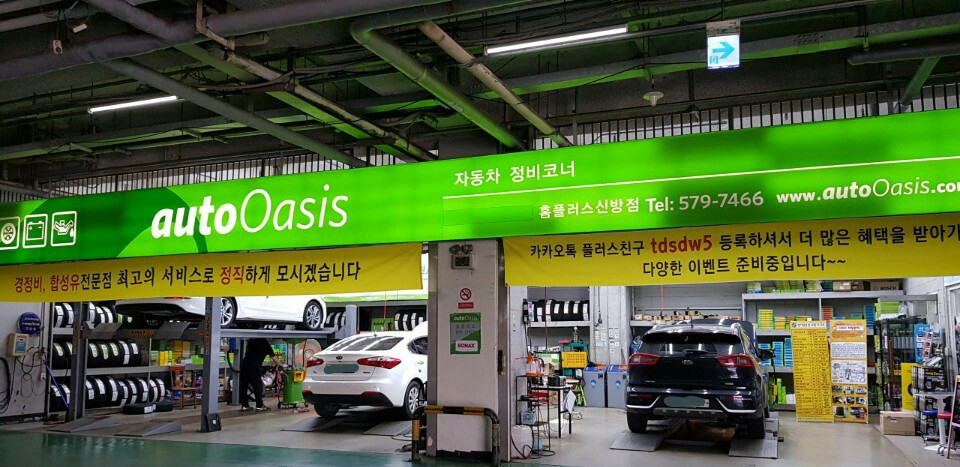 autoOasis
자동차 정비코너
홈플러스신방점 Tel: 579-7466 www.autoOasis.co
경정비, 합성유전문점 최고의 서비스로 정직하게 모시겠습니다
카카오톡 플러스친구 tdsdw5 등록하셔서 더 많은 혜택을 받아가
다양한 이벤트 준비중입니다~~
autoOasis
SONAX